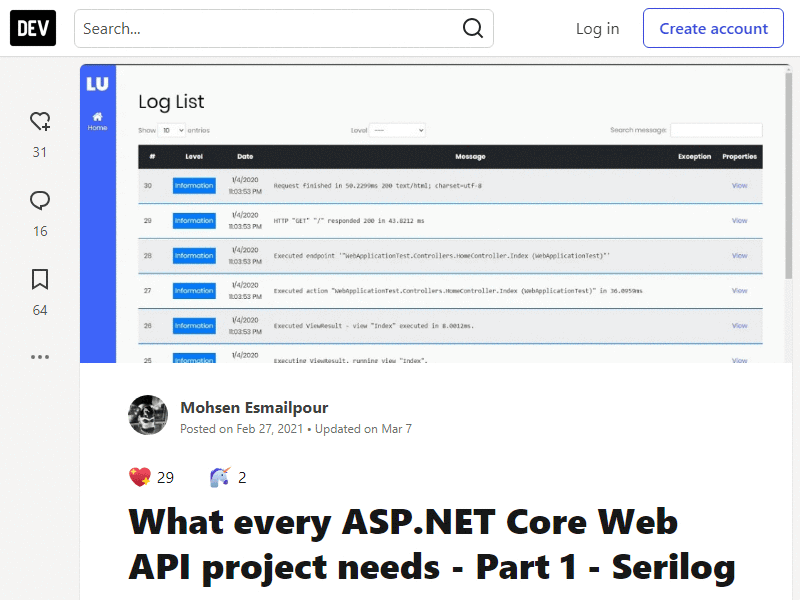 DEV
Search...
Log in
Create account
LU
Home
Log List
Show 10 entries
Level ---
Search message:
# Level Date Message Exception Properties
30 Information 1/4/2020 11:03:53 PM Request finished in 50.2299ms 200 text/html; charset=utf-8 View
29 Information 1/4/2020 11:03:53 PM HTTP "GET" "/" responded 200 in 43.8212 ms View
28 Information 1/4/2020 11:03:53 PM Executed endpoint '"WebApplicationTest.Controllers.HomeController.Index (WebApplicationTest)"' View
27 Information 1/4/2020 11:03:53 PM Executed action "WebApplicationTest.Controllers.HomeController.Index (WebApplicationTest)" in 36.0959ms View
26 Information 1/4/2020 11:03:53 PM Executed ViewResult - view "Index" executed in 8.0012ms. View
25 Information 1/4/2020 Executing ViewResult, running view "Index". View
31
16
64
Mohsen Esmailpour
Posted on Feb 27, 2021 • Updated on Mar 7
29
2
What every ASP.NET Core Web
API project needs - Part 1 - Serilog